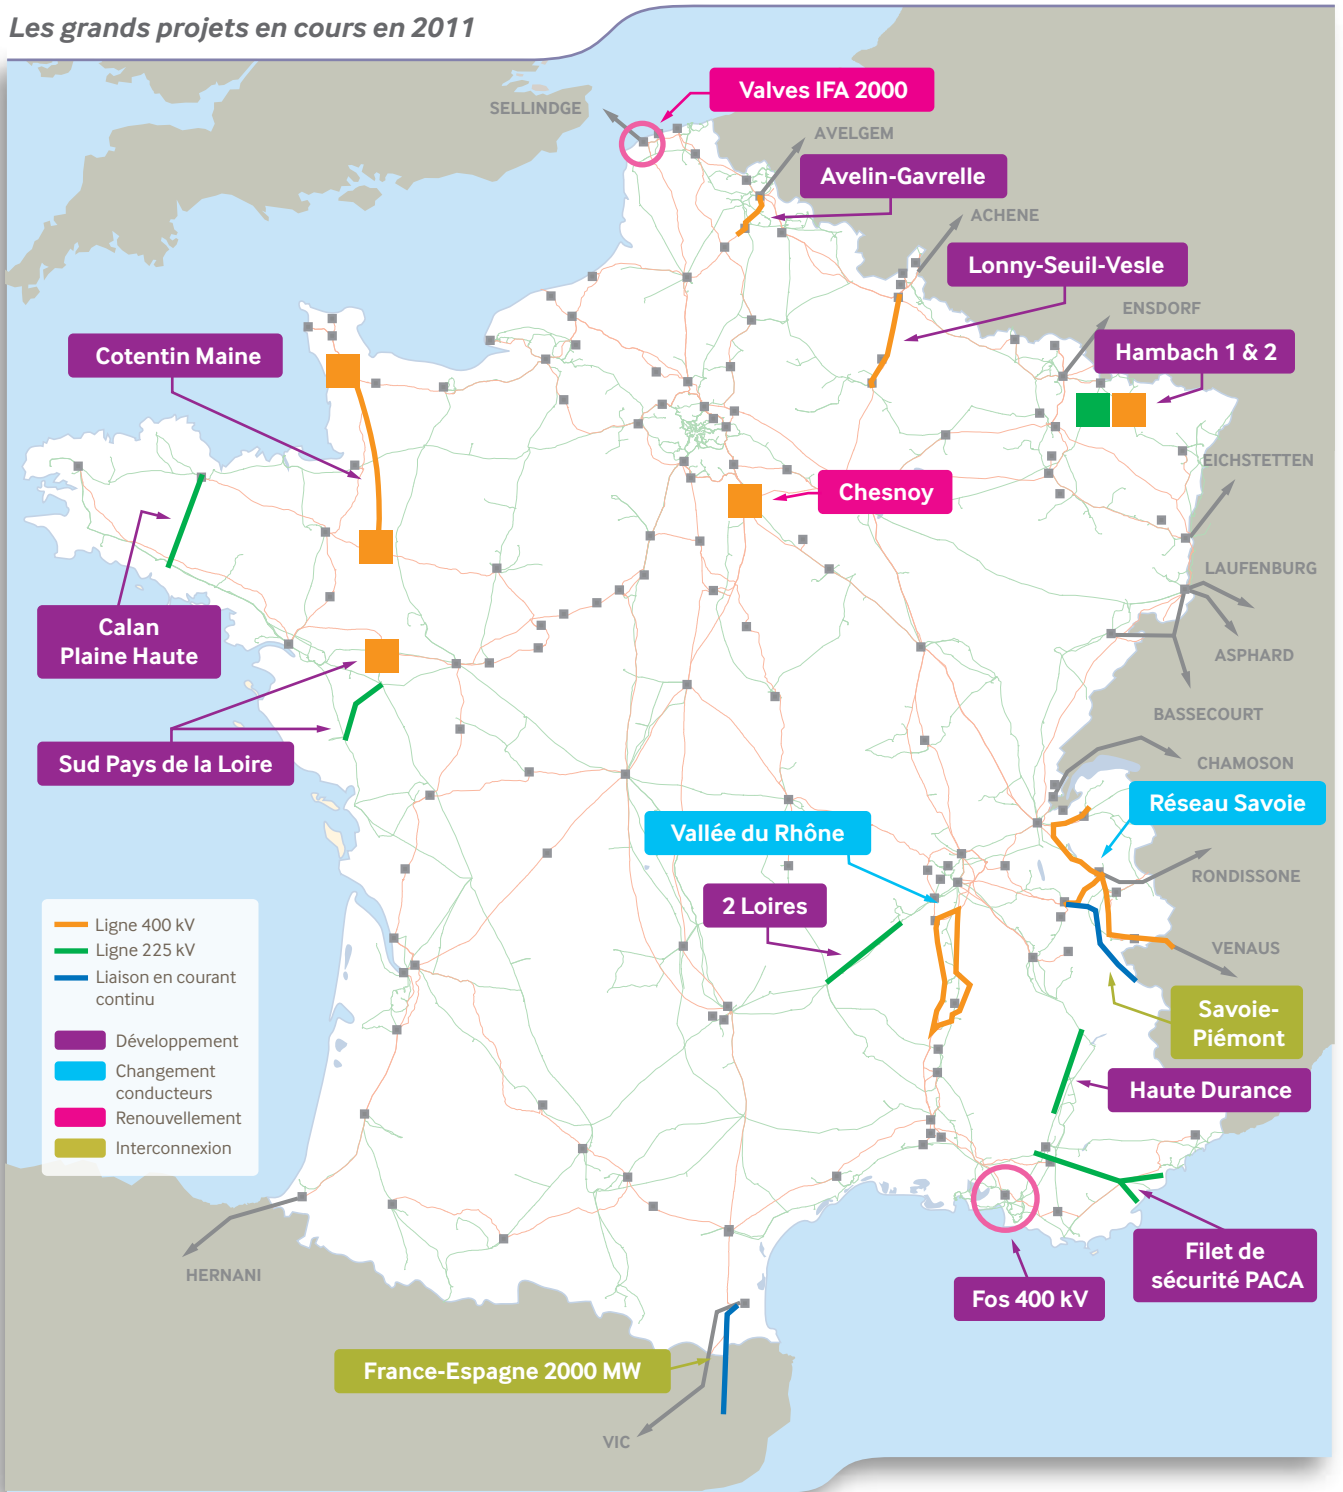 Les grands projets en cours en 2011
SELLINDGE
Valves IFA 2000
AVELGEM
Avelin-Gavrelle
ACHENE
Lonny-Seuil-Vesle
ENSDORF
Hambach 1 & 2
Cotentin Maine
EICHSTETTEN
Chesnoy
LAUFENBURG
ASPHARD
BASSECOURT
Calan
Plaine Haute
Sud Pays de la Loire
CHAMOSON
Réseau Savoie
Vallée du Rhône
RONDISSONE
2 Loires
VENAUS
Ligne 400 kV
Ligne 225 kV
Liaison en courant
continu
Développement
Changement
conducteurs
Renouvellement
Interconnexion
Savoie-
Piémont
Haute Durance
Filet de
sécurité PACA
Fos 400 kV
HERNANI
France-Espagne 2000 MW
VIC